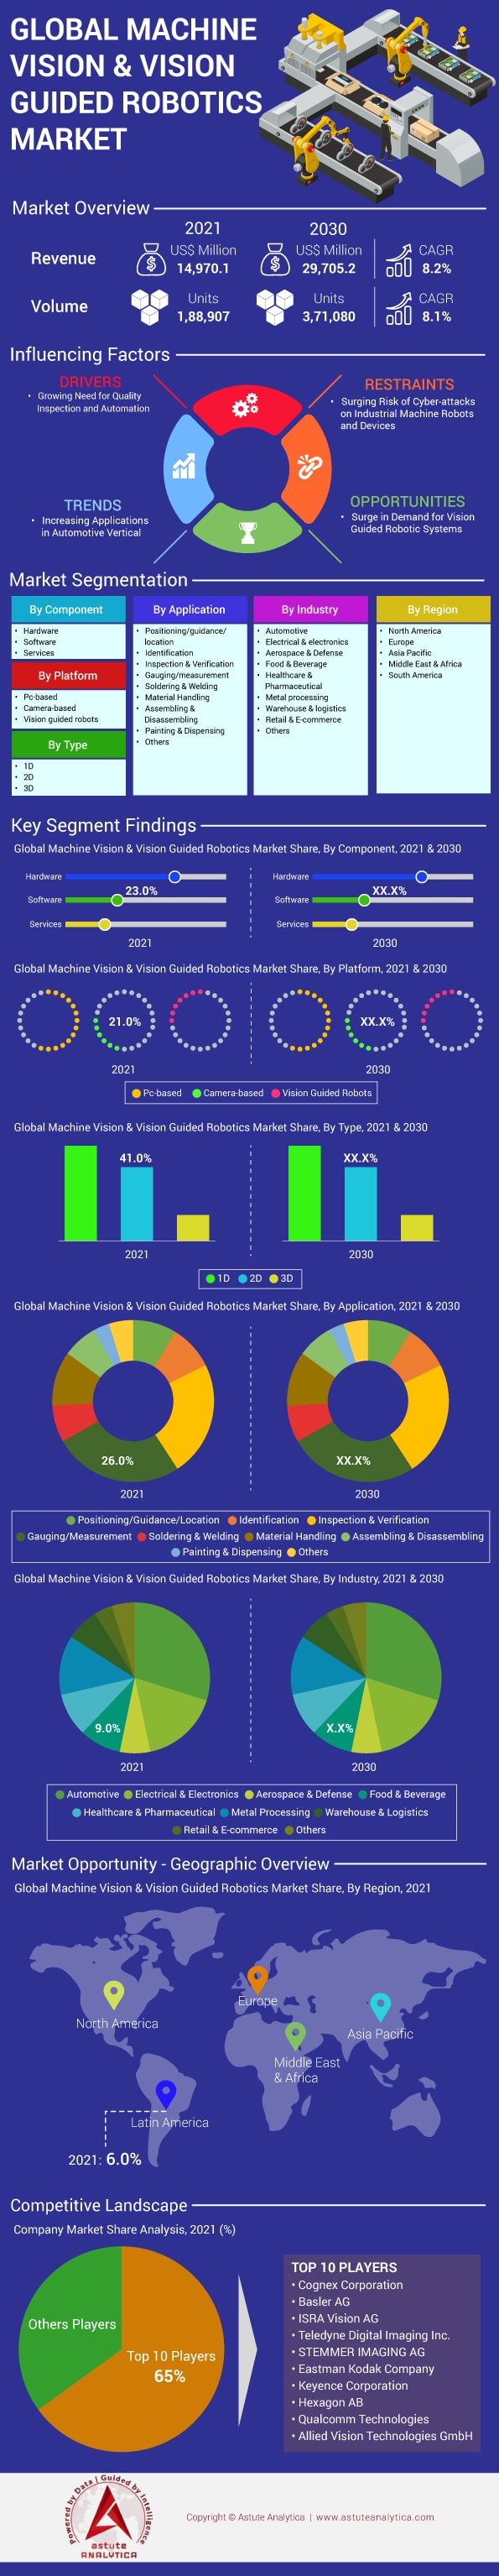 GLOBAL MACHINE
VISION & VISION
GUIDED ROBOTICS
MARKET
Market Overview
2021
2030
Revenue
US$ Million
14,970.1
US$ Million
29,705.2
CAGR
8.2%
Volume
Units
1,88,907
Units
3,71,080
CAGR
8.1%
Influencing Factors
DRIVERS
• Growing Need for Quality
Inspection and Automation
RESTRAINTS
• Surging Risk of Cyber-attacks
on Industrial Machine Robots
and Devices
TRENDS
• Increasing Applications
in Automotive Vertical
OPPORTUNITIES
• Surge in Demand for Vision
Guided Robotic Systems
Market Segmentation
By Component
• Hardware
• Software
• Services
By Platform
• Pc-based
• Camera-based
• Vision guided robots
By Type
• 1D
• 2D
• 3D
By Application
• Positioning/guidance/
location
• Identification
• Inspection & Verification
• Gauging/measurement
• Soldering & Welding
• Material Handling
• Assembling &
Disassembling
• Painting & Dispensing
• Others
By Industry
• Automotive
• Electrical & electronics
• Aerospace & Defense
• Food & Beverage
• Healthcare &
Pharmaceutical
• Metal processing
• Warehouse & logistics
• Retail & E-commerce
• Others
By Region
• North America
• Europe
• Asia Pacific
• Middle East & Africa
• South America
Key Segment Findings
Global Machine Vision & Vision Guided Robotics Market Share, By Component, 2021 & 2030
Hardware
23.0%
Software
Services
2021
Hardware
XX.X%
Software
Services
2030
Global Machine Vision & Vision Guided Robotics Market Share, By Platform, 2021 & 2030
21.0%
XX.X%
2021
2030
Pc-based Camera-based Vision Guided Robots
Global Machine Vision & Vision Guided Robotics Market Share, By Type, 2021 & 2030
41.0%
XX.X%
2021
2030
1D 2D 3D
Global Machine Vision & Vision Guided Robotics Market Share, By Application, 2021 & 2030
26.0%
XX.X%
2021
2030
Positioning/Guidance/Location Identification Inspection & Verification
Gauging/Measurement Soldering & Welding Material Handling Assembling & Disassembling
Painting & Dispensing Others
Global Machine Vision & Vision Guided Robotics Market Share, By Industry, 2021 & 2030
9.0%
X.X%
2021
2030
Automotive Electrical & Electronics Aerospace & Defense Food & Beverage
Healthcare & Pharmaceutical Metal Processing Warehouse & Logistics
Retail & E-commerce Others
Market Opportunity - Geographic Overview
Global Machine Vision & Vision Guided Robotics Market Share, By Region, 2021
North America
Europe
Asia Pacific
Middle East
& Africa
Latin America
2021: 6.0%
Competitive Landscape
Company Market Share Analysis, 2021 (%)
Others Players
Top 10 Players
65%
TOP 10 PLAYERS
• Cognex Corporation
• Basler AG
• ISRA Vision AG
• Teledyne Digital Imaging Inc.
• STEMMER IMAGING AG
• Eastman Kodak Company
• Keyence Corporation
• Hexagon AB
• Qualcomm Technologies
• Allied Vision Technologies GmbH
Powered by Data | Guided by Intelligence
astute
ANALYTICA
Copyright © Astute Analytica | www.astuteanalytica.com